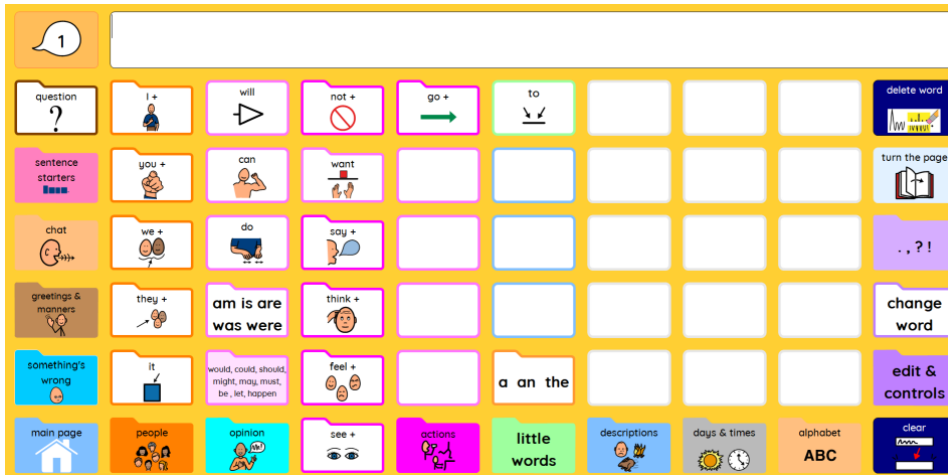 1
question
I +
will
not +
go +
to
delete word
sentence
starters
you +
can
want
turn the page
chat
we +
do
say +
. , ? !
greetings &
manners
they +
am is are
was were
think +
change
word
something's
wrong
it
would, could, should,
might, may, must,
be , let, happen
feel +
a an the
edit &
controls
main page
people
opinion
see +
actions
little
words
descriptions
days & times
alphabet
ABC
clear